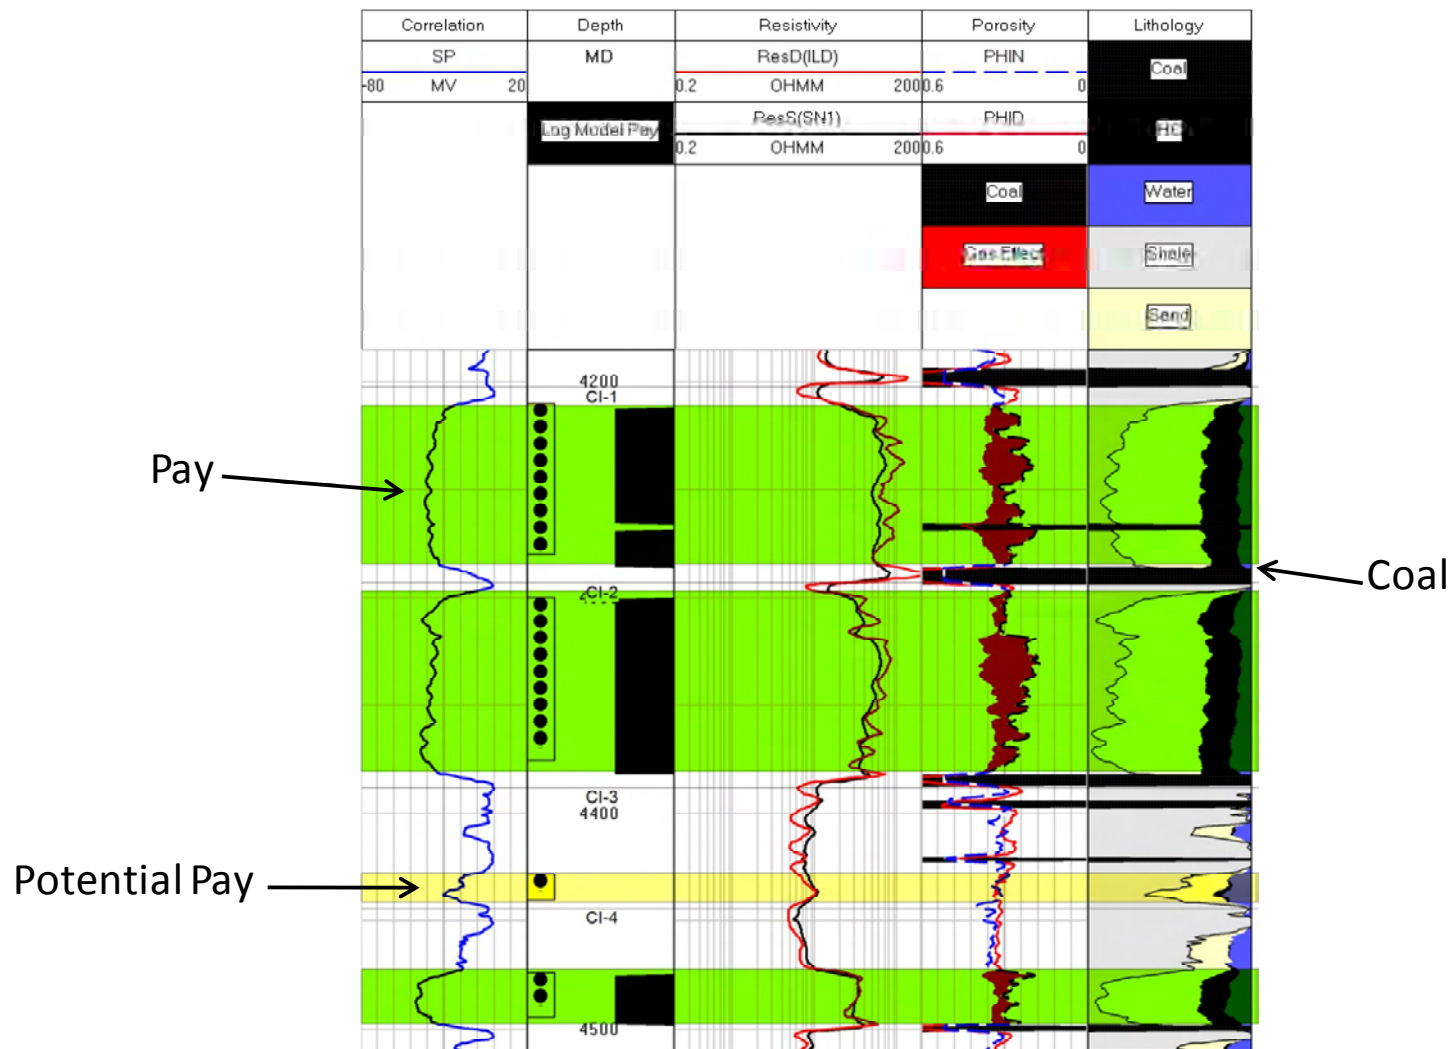 Correlation Depth Resistivity Porosity Lithology
SP MD ResD(ILD) PHIN Coal
-80 MV 20 0.2 OHMM 2000 0.6 0
Log Model Pay ResS(SN1) PHID HC
0.2 OHMM 2000 0.6 0
Coal Water
Gas Effect Shale
Sand
4200
CI-1
Pay
Coal
CI-2
CI-3
4400
Potential Pay
CI-4
4500